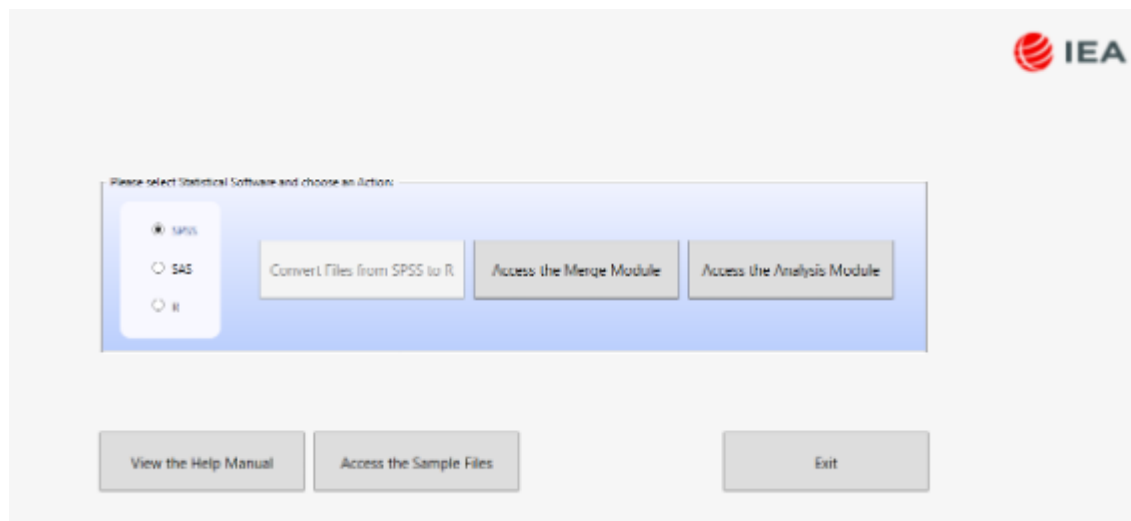 IEA
Please select Statistical Software and choose an Action:
SPSS
SAS
R
Convert Files from SPSS to R
Access the Merge Module
Access the Analysis Module
View the Help Manual
Access the Sample Files
Exit